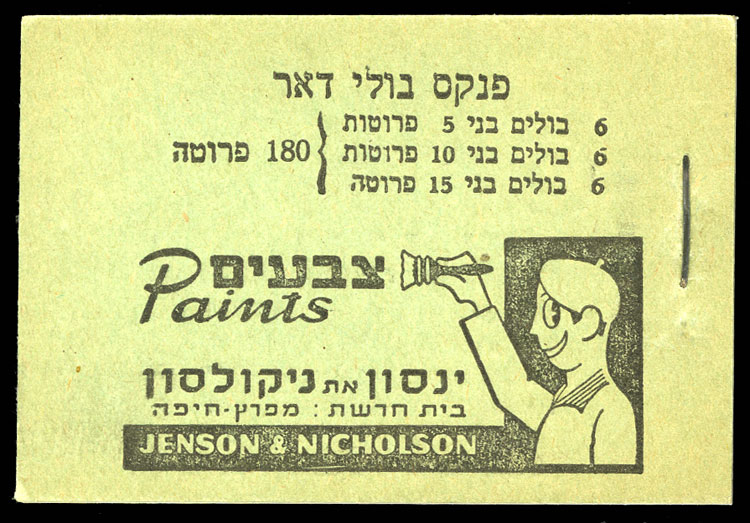 פנקס בולי דאר
6 בולים בני 5 פרוטות
6 בולים בני 10 פרוטות
6 בולים בני 15 פרוטה
180 פרוטה
צבעים
Paints
ינסון את ניקולסון
בית חרשת: מפרץ-חיפה
JENSON & NICHOLSON